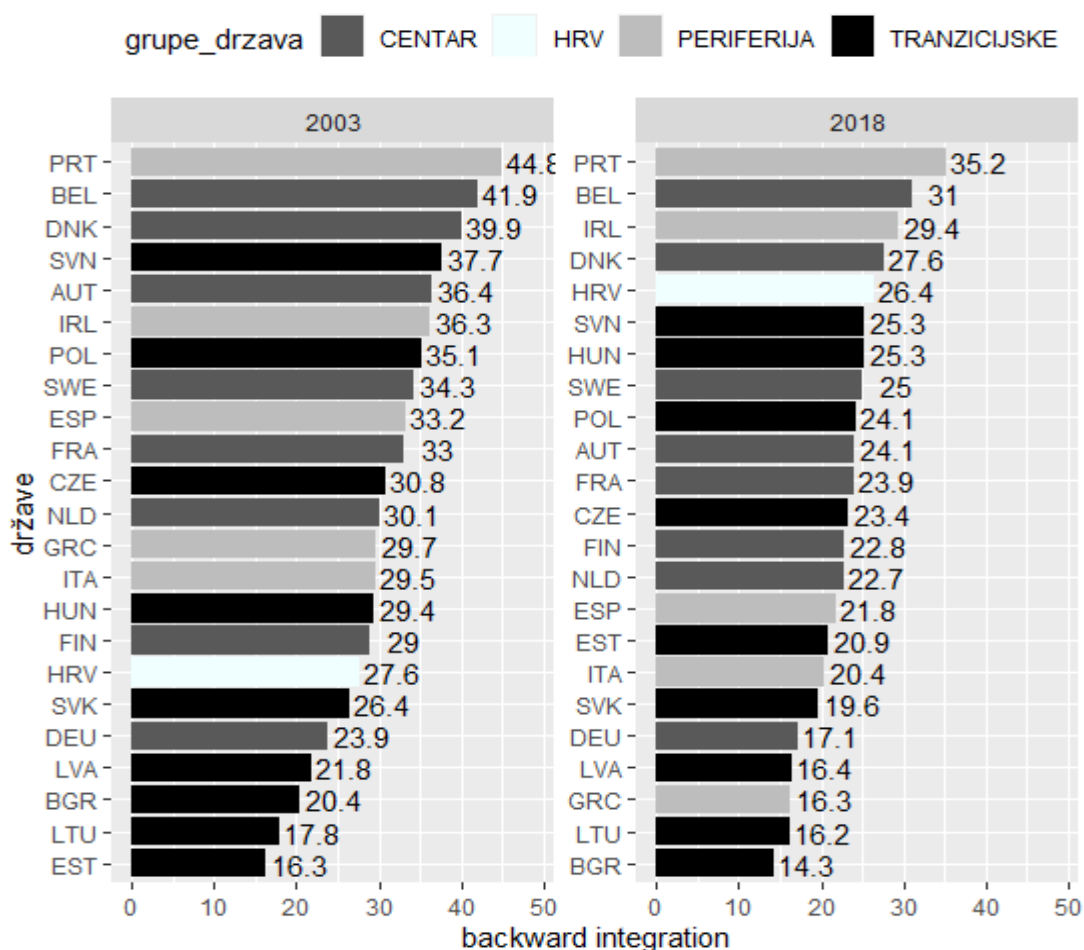 grupe_drzava CENTAR HRV PERIFERIJA TRANZICIJSKE
2003
PRT 44.8
BEL 41.9
DNK 39.9
SVN 37.7
AUT 36.4
IRL 36.3
POL 35.1
SWE 34.3
ESP 33.2
FRA 33
CZE 30.8
NLD 30.1
GRC 29.7
ITA 29.5
HUN 29.4
FIN 29
HRV 27.6
SVK 26.4
DEU 23.9
LVA 21.8
BGR 20.4
LTU 17.8
EST 16.3
0 10 20 30 40 50
2018
PRT 35.2
BEL 31
IRL 29.4
DNK 27.6
HRV 26.4
SVN 25.3
HUN 25.3
SWE 25
POL 24.1
AUT 24.1
FRA 23.9
CZE 23.4
FIN 22.8
NLD 22.7
ESP 21.8
EST 20.9
ITA 20.4
SVK 19.6
DEU 17.1
LVA 16.4
GRC 16.3
LTU 16.2
BGR 14.3
0 10 20 30 40 50
države
backward integration